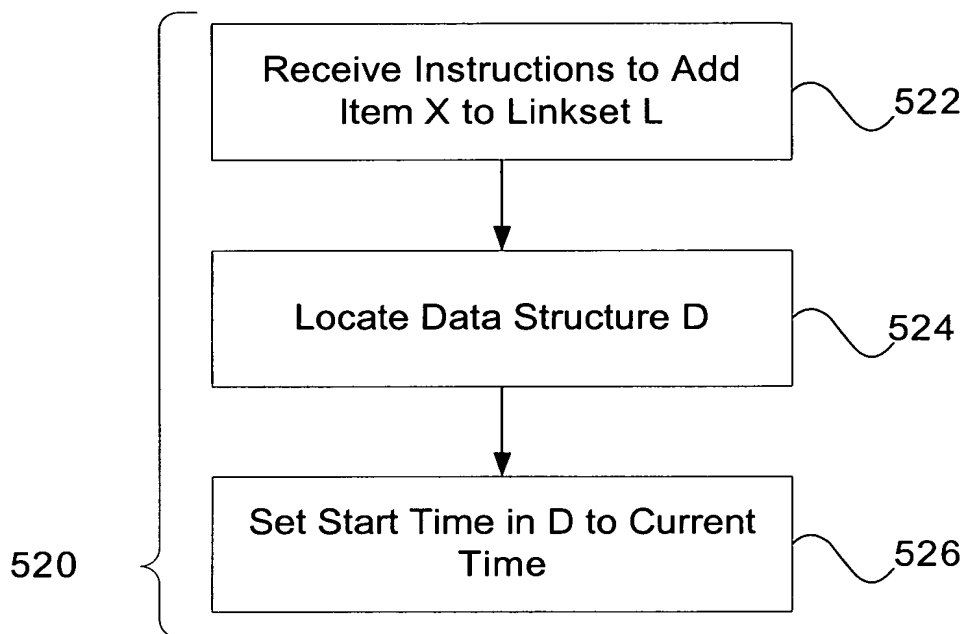 Receive Instructions to Add
Item X to Linkset L
522
Locate Data Structure D
524
Set Start Time in D to Current
Time
526
520